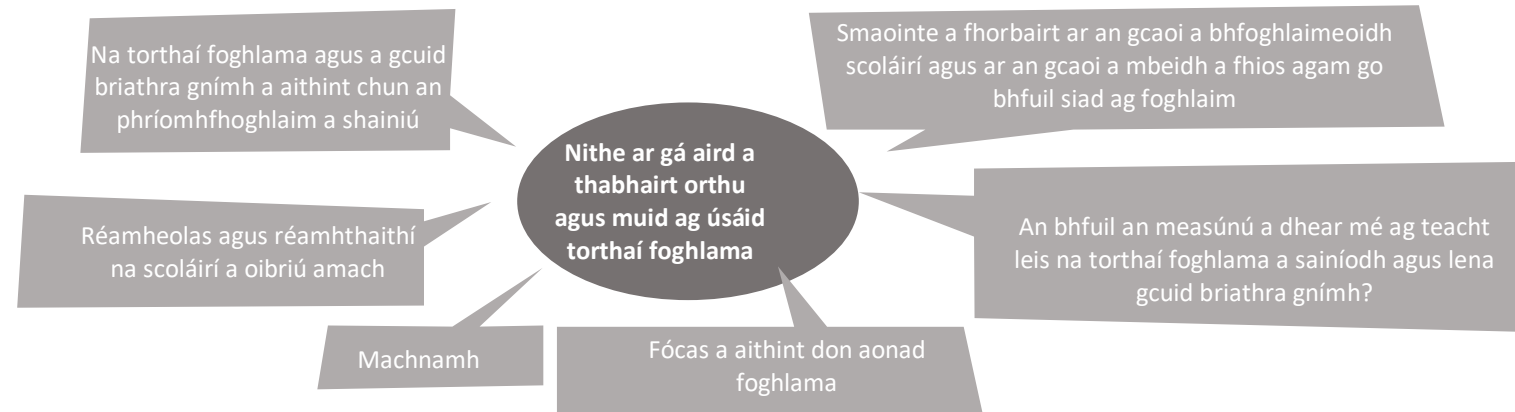 Na torthaí foghlama agus a gcuid
briathra gnímh a aithint chun an
phríomhfhoghlaim a shainiú
Smaointe a fhorbairt ar an gcaoi a bhfoghlaimeoidh
scoláirí agus ar an gcaoi a mbeidh a fhios agam go
bhfuil siad ag foghlaim
Nithe ar gá aird a
thabhairt orthu
agus muid ag úsáid
torthaí foghlama
Réamheolas agus réamhthaithí
na scoláirí a oibriú amach
An bhfuil an measúnú a dhear mé ag teacht
leis na torthaí foghlama a sainíodh agus lena
gcuid briathra gnímh?
Machnamh
Fócas a aithint don aonad
foghlama